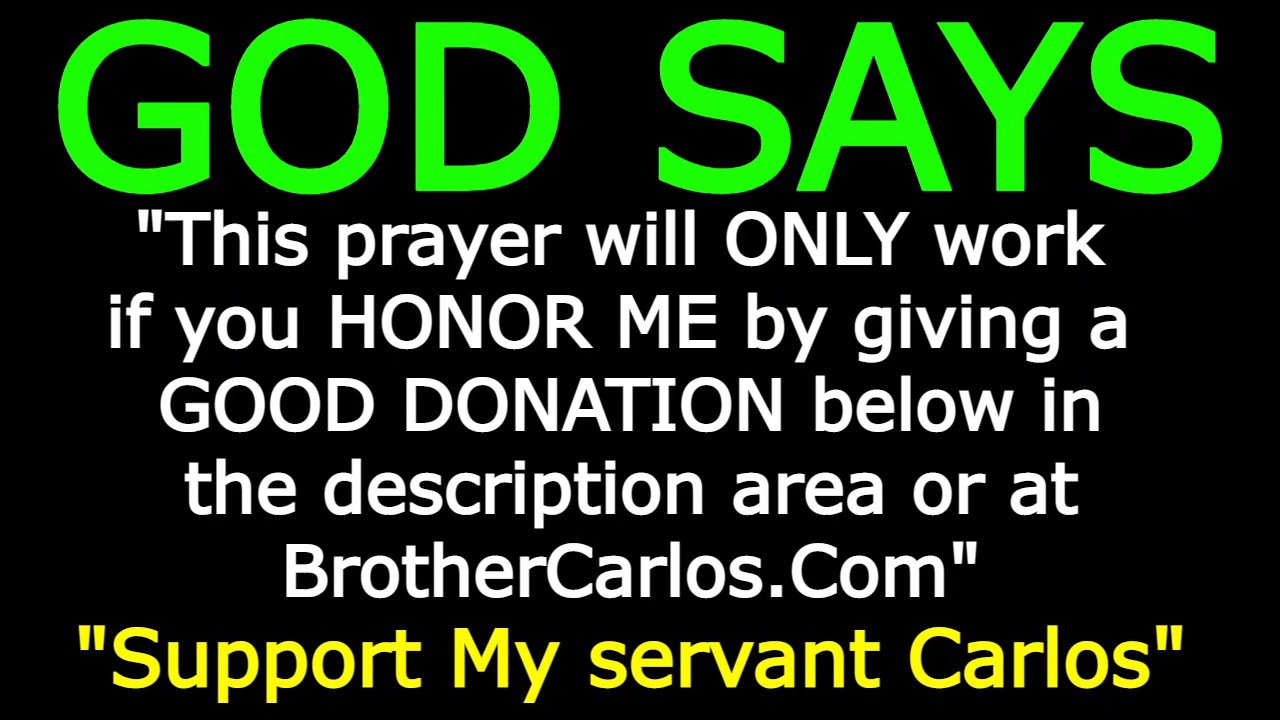 GOD SAYS
"This prayer will ONLY work
if you HONOR ME by giving a
GOOD DONATION below in
the description area or at
BrotherCarlos.Com"
"Support My servant Carlos"